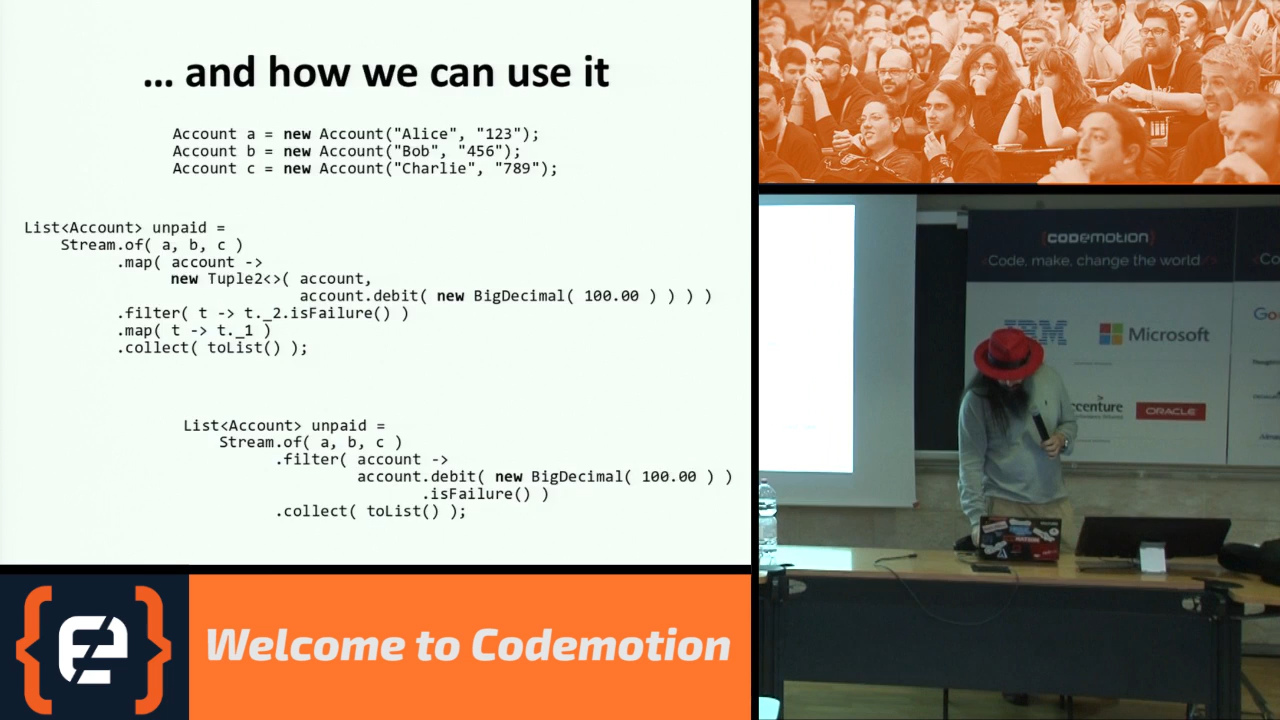 … and how we can use it
Account a = new Account("Alice", "123");
Account b = new Account("Bob", "456");
Account c = new Account("Charlie", "789");
List<Account> unpaid =
Stream.of( a, b, c )
.map( account ->
new Tuple2<>( account,
account.debit( new BigDecimal( 100.00 ) ) ) )
.filter( t -> t._2.isFailure() )
.map( t -> t._1 )
.collect( toList() );
List<Account> unpaid =
Stream.of( a, b, c )
.filter( account ->
account.debit( new BigDecimal( 100.00 ) )
.isFailure() )
.collect( toList() );
Welcome to Codemotion
{codemotion}
<Code, make, change the world
IBM
Microsoft
ccenture
ORACLE